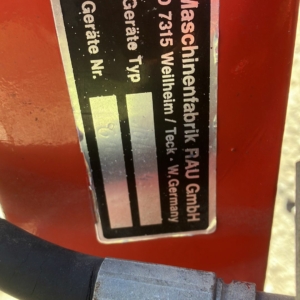 Maschinenfabrik RAU GmbH
D 7315 Weilheim / Teck · W. Germany
Geräte Typ
Geräte Nr.